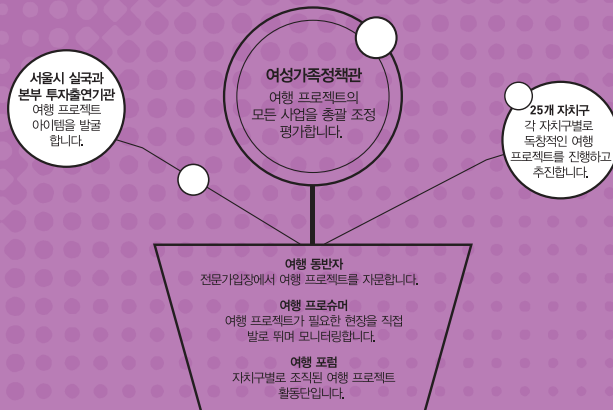 서울시 실국과
본부 투자출연기관
여행 프로젝트
아이템을 발굴
합니다.
여성가족정책관
여행 프로젝트의
모든 사업을 총괄 조정
평가합니다.
25개 자치구
각 자치구별로
독창적인 여행
프로젝트를 진행하고
추진합니다.
여행 동반자
전문가입장에서 여행 프로젝트를 자문합니다.
여행 프로슈머
여행 프로젝트가 필요한 현장을 직접
발로 뛰며 모니터링합니다.
여행 포럼
자치구별로 조직된 여행 프로젝트
활동단입니다.